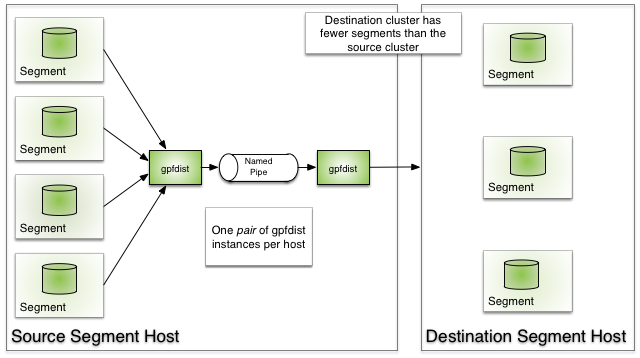 Destination cluster has
fewer segments than the
source cluster
Segment
Segment
Segment
Segment
gpfdist
Named
Pipe
gpfdist
One pair of gpfdist
instances per host
Source Segment Host
Segment
Segment
Segment
Destination Segment Host